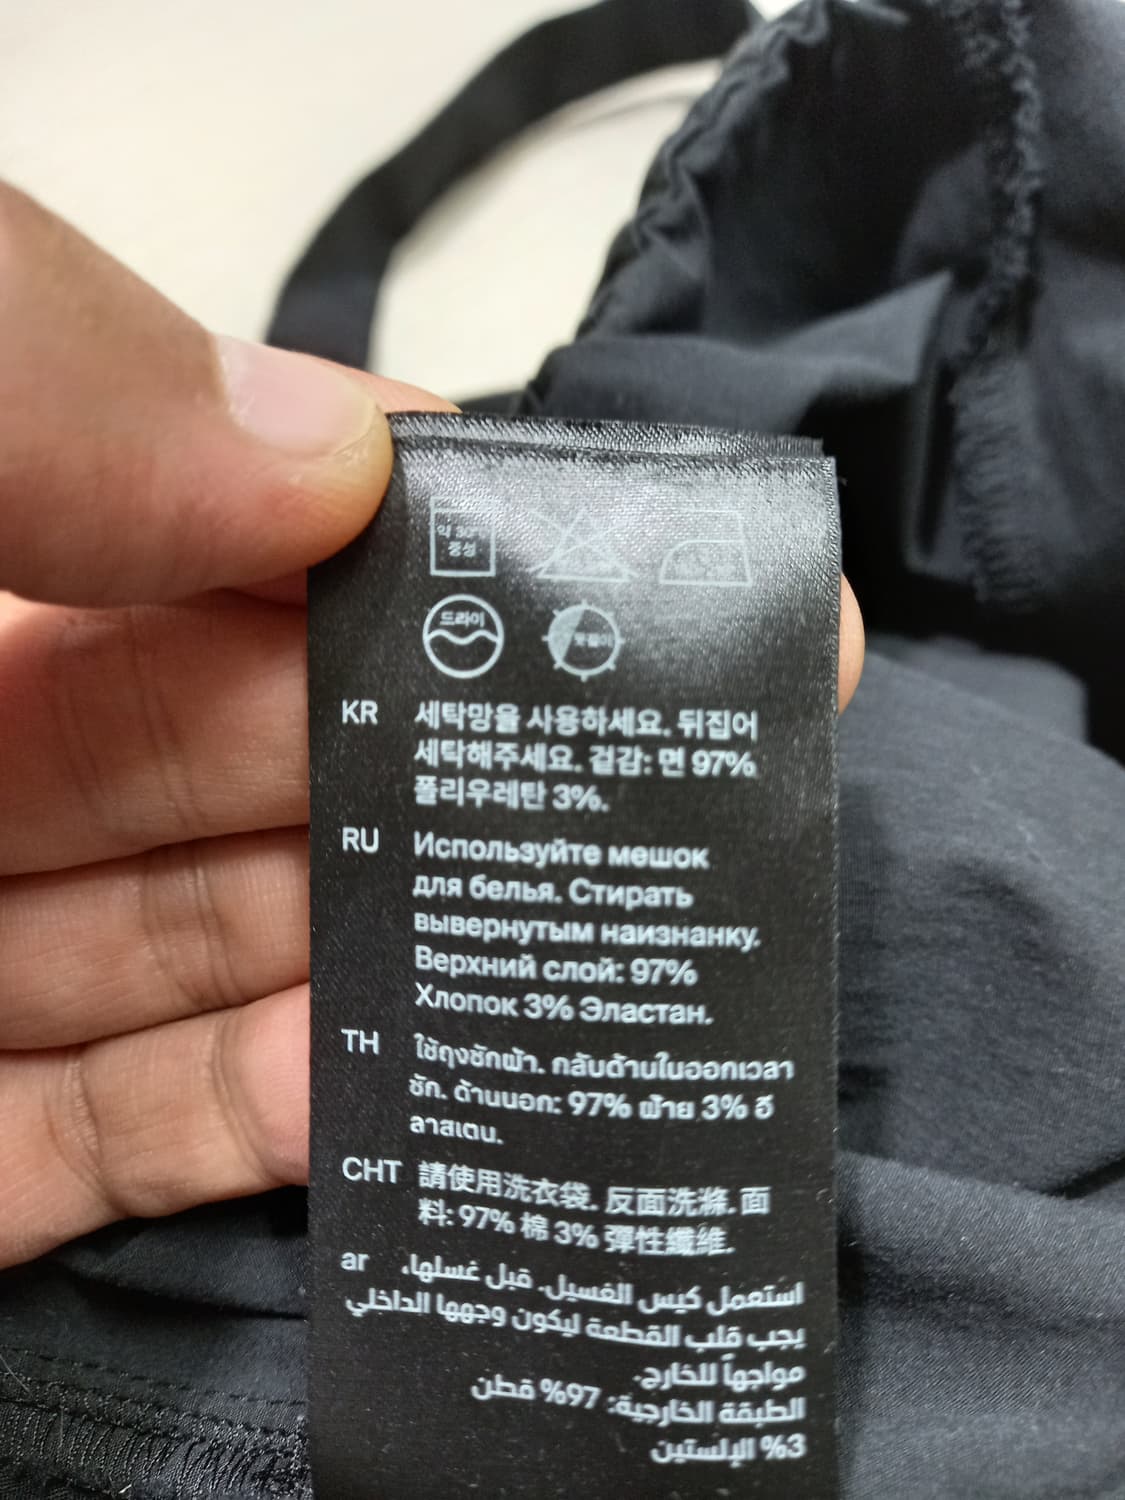 약
중성
드라이
KR 세탁망을 사용하세요. 뒤집어
세탁해주세요. 겉감: 면 97%
폴리우레탄 3%.
RU Используйте мешок
для белья. Стирать
вывернутым наизнанку.
Верхний слой: 97%
Хлопок 3% Эластан.
TH ใช้ถุงซักผ้า. กลับด้านในออกเวลา
ซัก. ด้านนอก: 97% ฝ้าย 3% อี
ลาสเตน.
CHT 請使用洗衣袋. 反面洗滌. 面
料: 97% 棉 3% 彈性纖維.
ar استعمل كيس الغسيل. قبل غسلها،
يجب قلب القطعة ليكون وجهها الداخلي
مواجهاً للخارج.
الطبقة الخارجية: 97% قطن
3% الإلستين